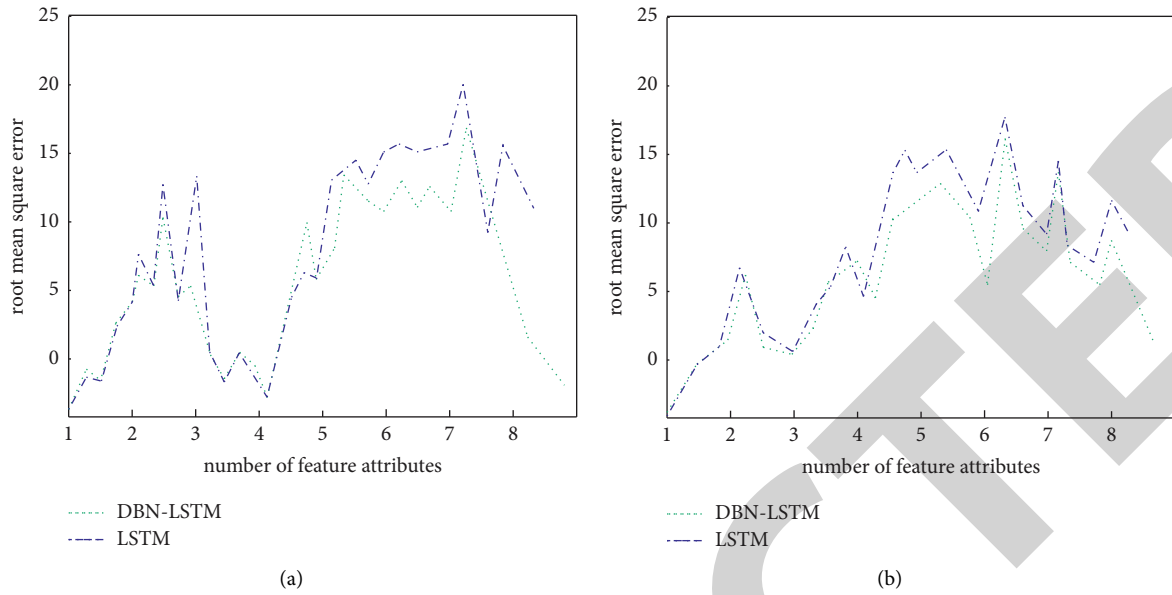 25
20
15
10
5
0
root mean square error
1 2 3 4 5 6 7 8
number of feature attributes
DBN-LSTM
LSTM
(a)
25
20
15
10
5
0
root mean square error
1 2 3 4 5 6 7 8
number of feature attributes
DBN-LSTM
LSTM
(b)
CTE